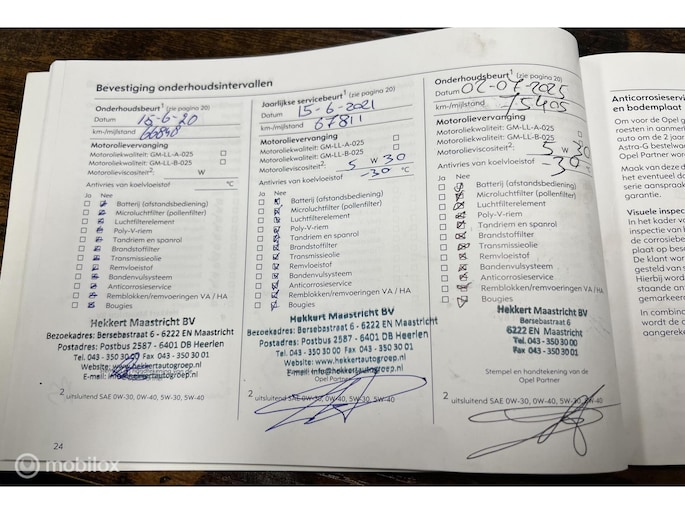 Bevestiging onderhoudsintervallen
Onderhoudsbeurt¹ (zie pagina 20)
Datum 15-6-20
km-/mijlstand 66848
Motorolievervanging
Motoroliekwaliteit: GM-LL-A-025 □
Motoroliekwaliteit: GM-LL-B-025 □
Motorolieviscositeit²: W
Antivries van koelvloeistof °C
Ja Nee
Batterij (afstandsbediening)
Microluchtfilter (pollenfilter)
Luchtfilterelement
Poly-V-riem
Tandriem en spanrol
Brandstoffilter
Transmissieolie
Remvloeistof
Bandenvulsysteem
Anticorrosieservice
Remblokken/remvoeringen VA / HA
Bougies
Hekkert Maastricht BV
Bezoekadres: Bersebastraat 6 - 6222 EN Maastricht
Postadres: Postbus 2587 - 6401 DB Heerlen
Tel. 043 - 350 30 00 Fax 043 - 350 30 01
Website: www.hekkertautogroep.nl
E-mail: info@hekkertautogroep.nl
² uitsluitend SAE 0W-30, 0W-40, 5W-30, 5W-40
24
Jaarlijkse servicebeurt¹ (zie pagina 20)
Datum 15-6-2021
km-/mijlstand 67811
Motorolievervanging
Motoroliekwaliteit: GM-LL-A-025 □
Motoroliekwaliteit: GM-LL-B-025 □
Motorolieviscositeit²: 5 W 30
Antivries van koelvloeistof -30 °C
Ja Nee
Batterij (afstandsbediening)
Microluchtfilter (pollenfilter)
Luchtfilterelement
Poly-V-riem
Tandriem en spanrol
Brandstoffilter
Transmissieolie
Remvloeistof
Bandenvulsysteem
Anticorrosieservice
Remblokken/remvoeringen VA / HA
Bougies
Hekkert Maastricht BV
Bezoekadres: Bersebastraat 6 - 6222 EN Maastricht
Postadres: Postbus 2587 - 6401 DB Heerlen
Tel. 043 - 350 30 00 Fax 043 - 350 30 01
Website: www.hekkertautogroep.nl
E-mail: info@hekkertautogroep.nl
Opel Partner
² uitsluitend SAE 0W-30, 0W-40, 5W-30, 5W-40
Onderhoudsbeurt¹ (zie pagina 20)
Datum 02-07-2025
km-/mijlstand 75405
Motorolievervanging
Motoroliekwaliteit: GM-LL-A-025 □
Motoroliekwaliteit: GM-LL-B-025 □
Motorolieviscositeit²: 5 W 30
Antivries van koelvloeistof -30 °C
Ja Nee
Batterij (afstandsbediening)
Microluchtfilter (pollenfilter)
Luchtfilterelement
Poly-V-riem
Tandriem en spanrol
Brandstoffilter
Transmissieolie
Remvloeistof
Bandenvulsysteem
Anticorrosieservice
Remblokken/remvoeringen VA / HA
Bougies
Hekkert Maastricht BV
Bersebastraat 6
6222 EN Maastricht
Tel. 043 - 350 30 00
Fax 043 - 350 30 01
Stempel en handtekening van de
Opel Partner
² uitsluitend SAE 0W-30, 0W-40, 5W-30, 5W-40
Anticorrosieservic
en bodemplaat
Om voor de Opel g
roesten in aanmerk
auto om de 2 jaar
Astra-G bestelwag
Opel Partner word
Maak van deze d
het eventueel da
serie aanspraak
garantie.
Visuele inspec
In het kader va
inspectie van h
de corrosiebe
plaat op besc
De klant wor
gesteld van s
Hierbij word
staande an
gemarkeer
In combina
wordt de c
aangereke
mobilox